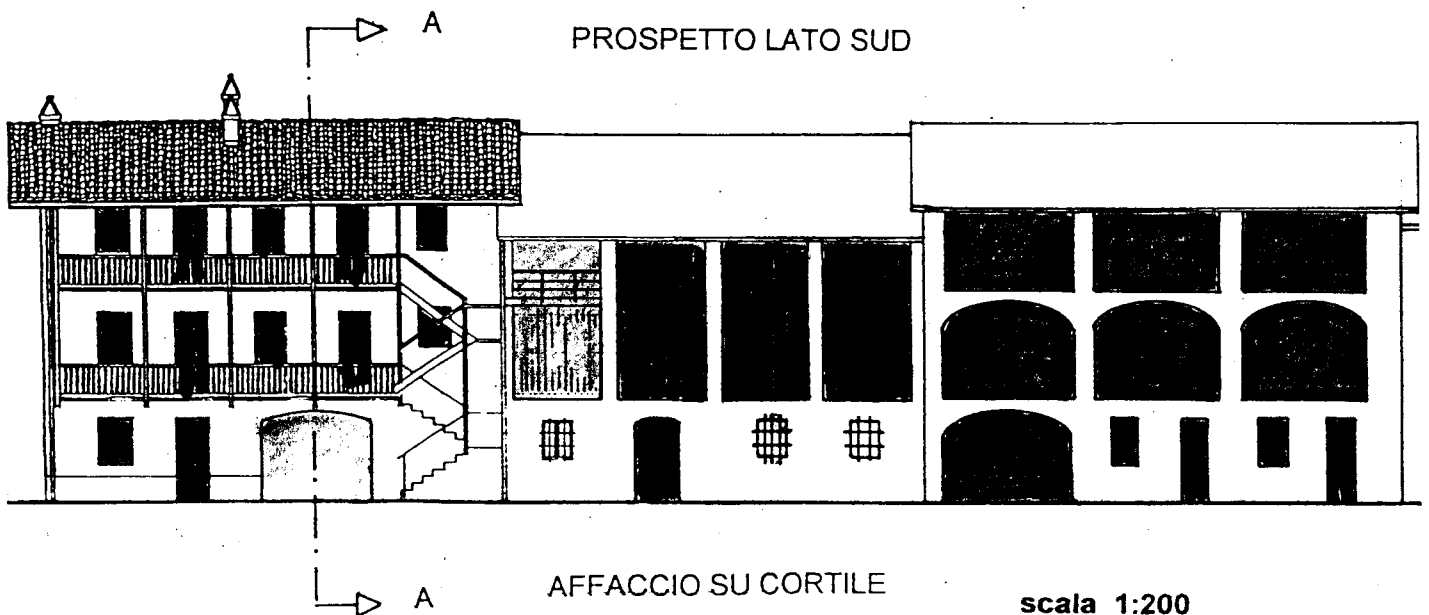 A
PROSPETTO LATO SUD
AFFACCIO SU CORTILE
A
scala 1:200